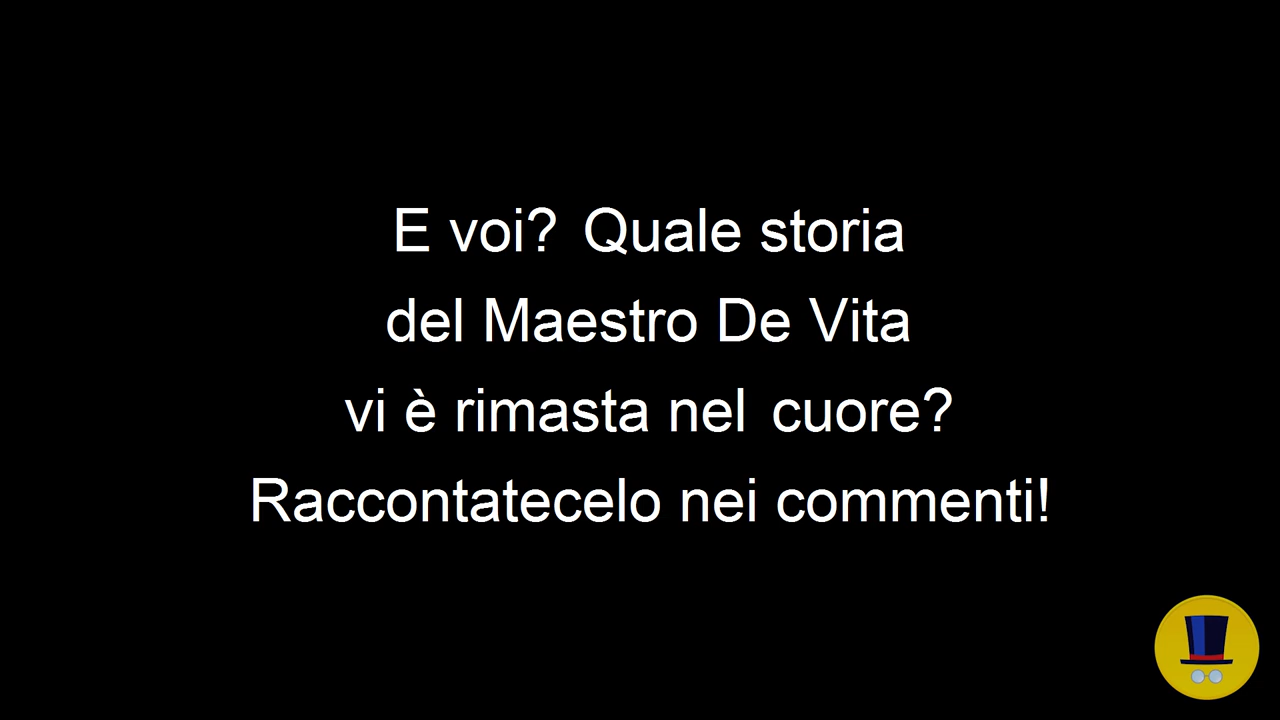 E voi? Quale storia
del Maestro De Vita
vi è rimasta nel cuore?
Raccontatecelo nei commenti!